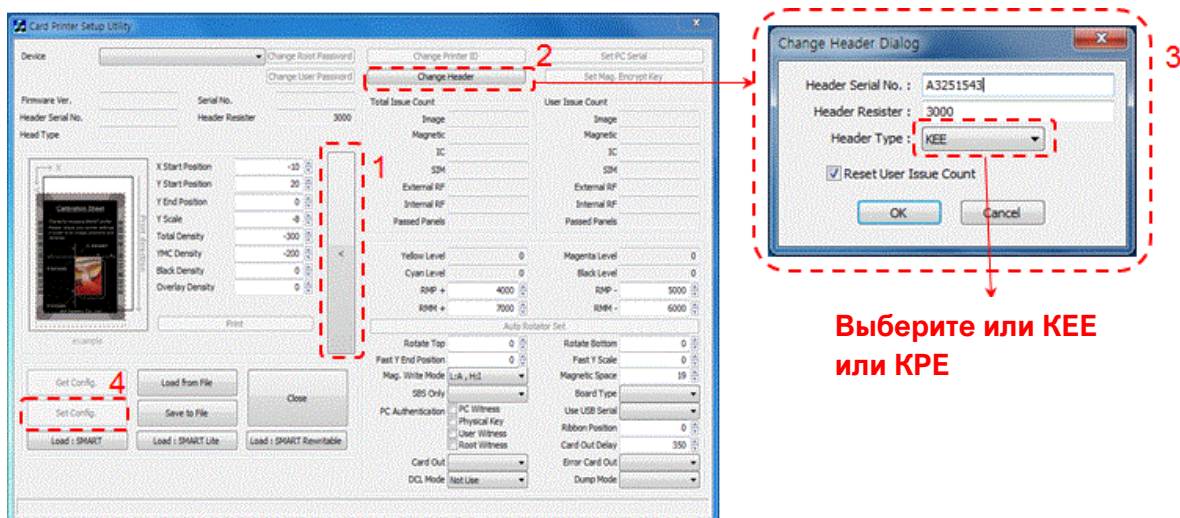 Card Printer Setup Utility
Device
Change Root Password
Change Printer ID
2
Set PC Serial
Change User Password
Change Header
Set Mag. Encrypt Key
Firmware Ver.
Serial No.
Total Issue Count
User Issue Count
Header Serial No.
Header Resister
3000
Image
Image
Head Type
Magnetic
Magnetic
IC
IC
1
SIM
SIM
External RF
External RF
Internal RF
Internal RF
Passed Panels
Passed Panels
X
Calibration Sheet
Print direction
example
X Start Position -10
Y Start Position 20
Y End Position 0
Y Scale -8
Total Density -300
YMC Density -200
Black Density 0
Overlay Density 0
<
Print
Yellow Level 0
Magenta Level 0
Cyan Level 0
Black Level 0
RMP + 4000
RMP - 5000
RMM + 7000
RMM - 6000
Auto Rotator Set
Rotate Top 0
Rotate Bottom 0
Fast Y End Position 0
Fast Y Scale 0
Mag. Write Mode L:A , H:I
Magnetic Space 19
SBS Only
Board Type
PC Authentication
PC Witness
Physical Key
User Witness
Root Witness
Use USB Serial
Ribbon Position 0
Card Out Delay 350
Card Out
Error Card Out
DCL Mode Not Use
Dump Mode
Get Config.
4
Load from File
Close
Set Config.
Save to File
Load : SMART
Load : SMART Lite
Load : SMART Rewritable
Change Header Dialog
3
Header Serial No. : A3251543
Header Resister : 3000
Header Type : KEE
Reset User Issue Count
OK
Cancel
Выберите или КЕЕ
или КРЕ